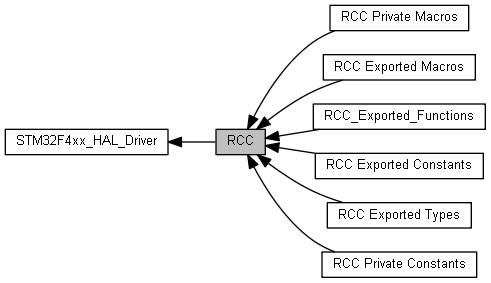 RCC Private Macros
RCC Exported Macros
RCC_Exported_Functions
STM32F4xx_HAL_Driver
RCC
RCC Exported Constants
RCC Exported Types
RCC Private Constants